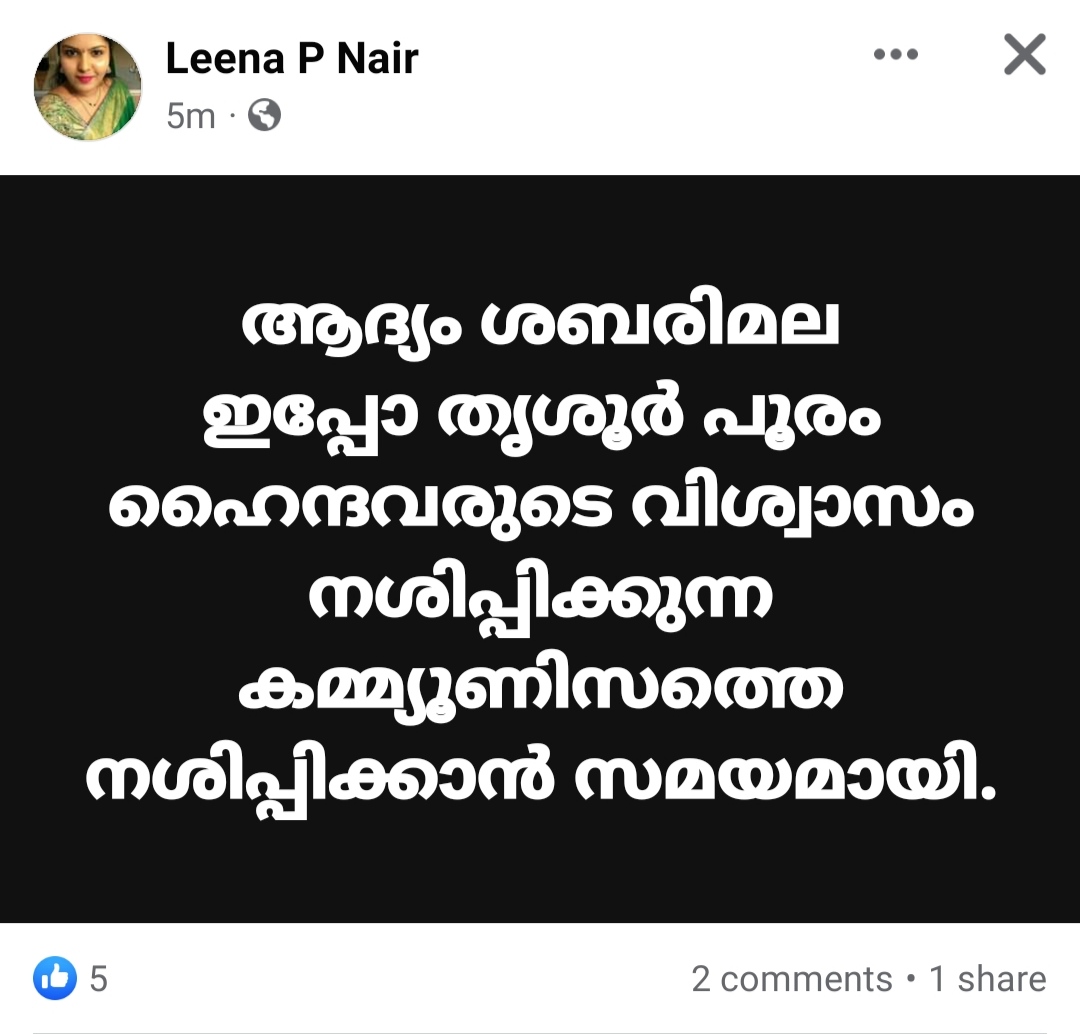 Leena P Nair
5m ·
ആദ്യം ശബരിമല
ഇപ്പോ തൃശൂർ പൂരം
ഹൈന്ദവരുടെ വിശ്വാസം
നശിപ്പിക്കുന്ന
കമ്മ്യൂണിസത്തെ
നശിപ്പിക്കാൻ സമയമായി.
5 2 comments • 1 share